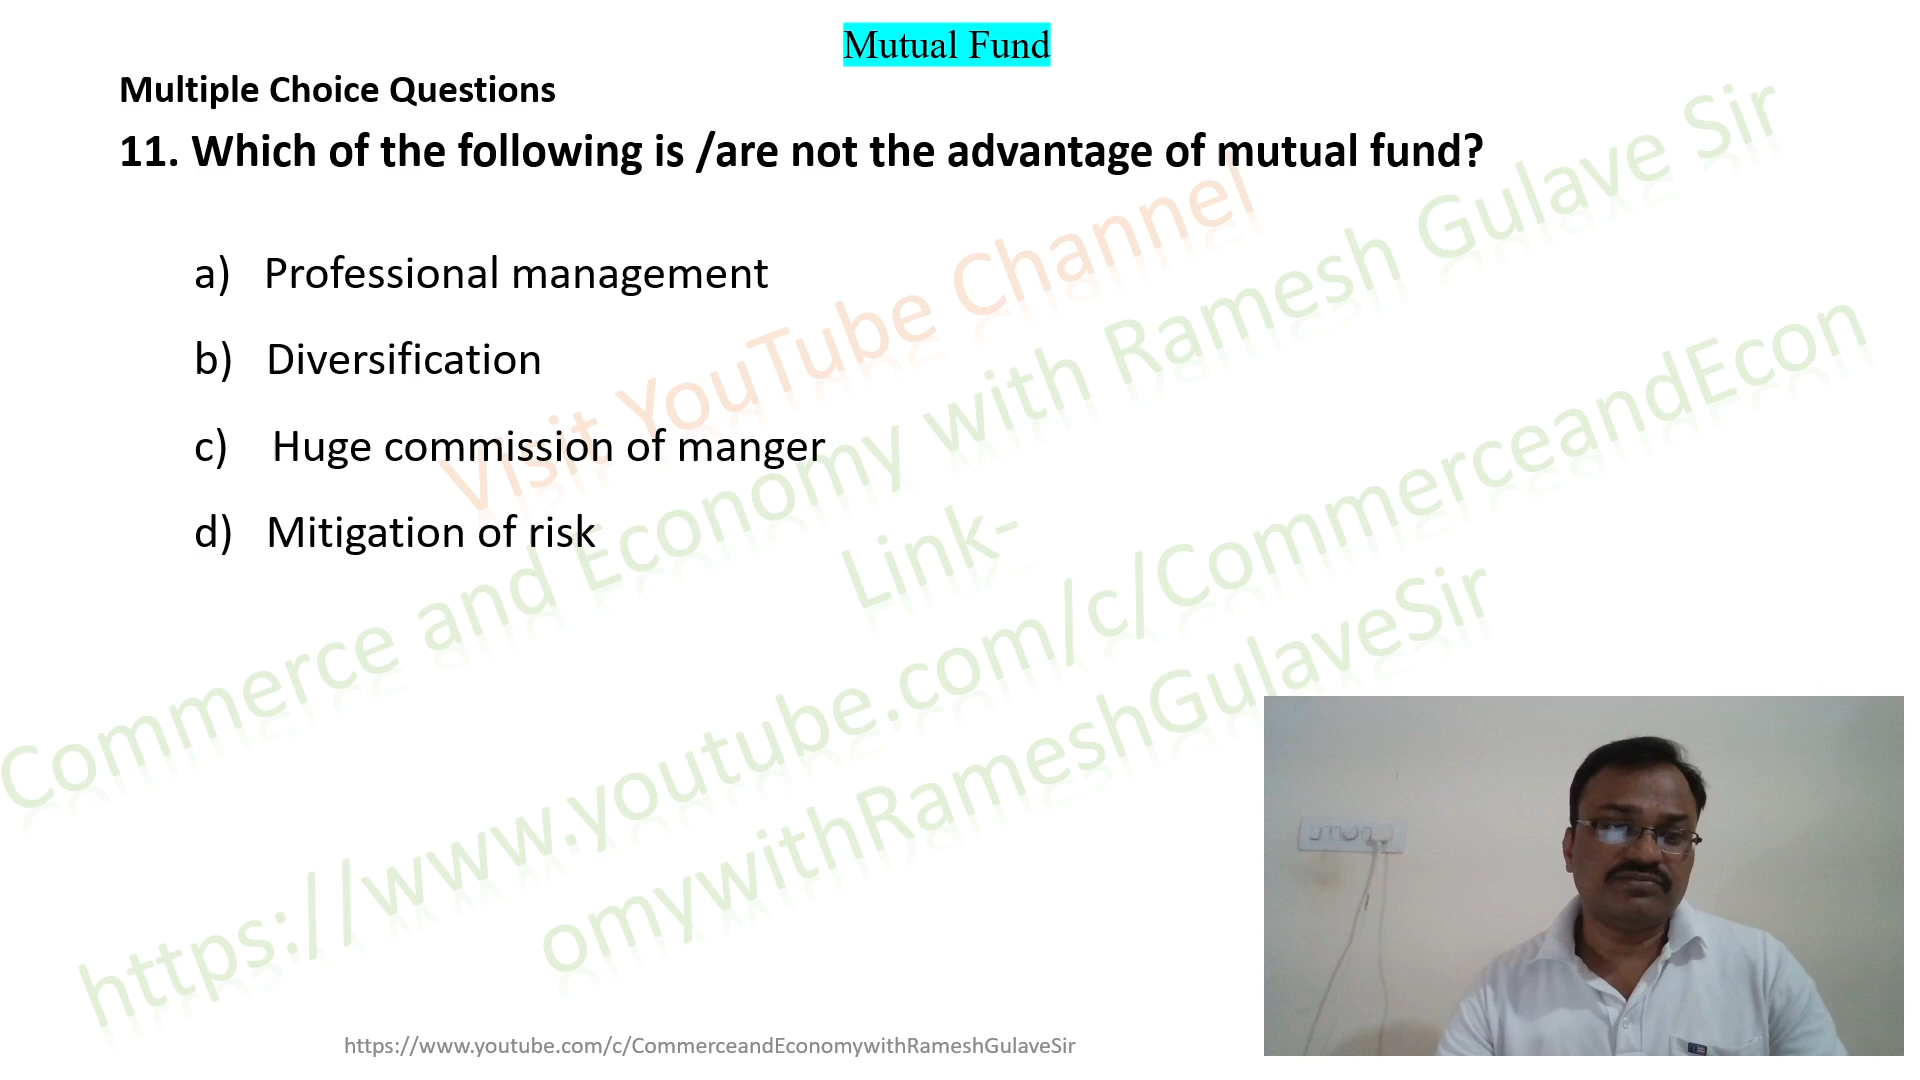 Mutual Fund
Multiple Choice Questions
11. Which of the following is /are not the advantage of mutual fund?
a) Professional management
b) Diversification
c) Huge commission of manger
d) Mitigation of risk
Visit YouTube Channel
Commerce and Economy with Ramesh Gulave Sir
Link-
https://www.youtube.com/c/CommerceandEcon
omywithRameshGulaveSir
https://www.youtube.com/c/CommerceandEconomywithRameshGulaveSir